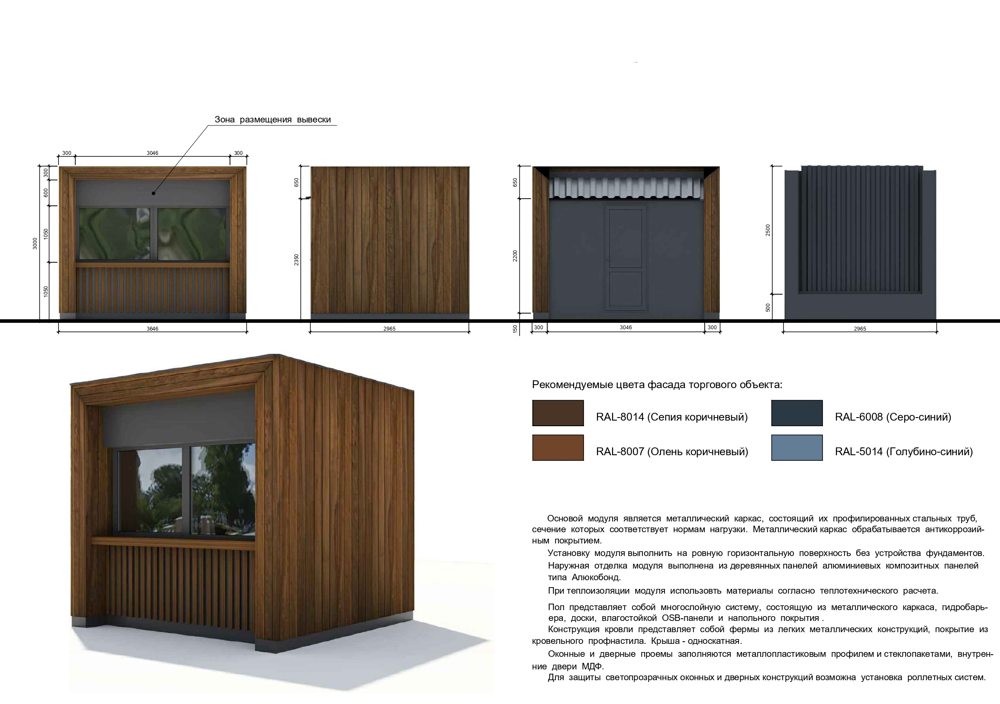 Зона размещения вывески
300 3046 300
300
600
1050
3000
1050
3646
650
2350
2965
650
2200
150
300 3046 300
2500
500
2965
Рекомендуемые цвета фасада торгового объекта:
RAL-8014 (Сепия коричневый)
RAL-6008 (Серо-синий)
RAL-8007 (Олень коричневый)
RAL-5014 (Голубино-синий)
Основой модуля является металлический каркас, состоящий их профилированных стальных труб,
сечение которых соответствует нормам нагрузки. Металлический каркас обрабатывается антикоррозий-
ным покрытием.
Установку модуля выполнить на ровную горизонтальную поверхность без устройства фундаментов.
Наружная отделка модуля выполнена из деревянных панелей алюминиевых композитных панелей
типа Алюкобонд.
При теплоизоляции модуля использовть материалы согласно теплотехнического расчета.
Пол представляет собой многослойную систему, состоящую из металлического каркаса, гидробарь-
ера, доски, влагостойкой OSB-панели и напольного покрытия .
Конструкция кровли представляет собой фермы из легких металлических конструкций, покрытие из
кровельного профнастила. Крыша - односкатная.
Оконные и дверные проемы заполняются металлопластиковым профилем и стеклопакетами, внутрен-
ние двери МДФ.
Для защиты светопрозрачных оконных и дверных конструкций возможна установка роллетных систем.